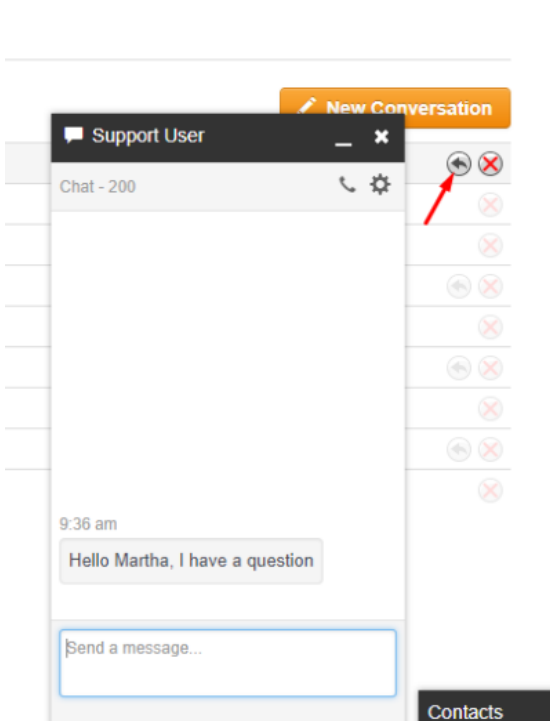 New Conversation
Support User
Chat - 200
9:36 am
Hello Martha, I have a question
Send a message...
Contacts